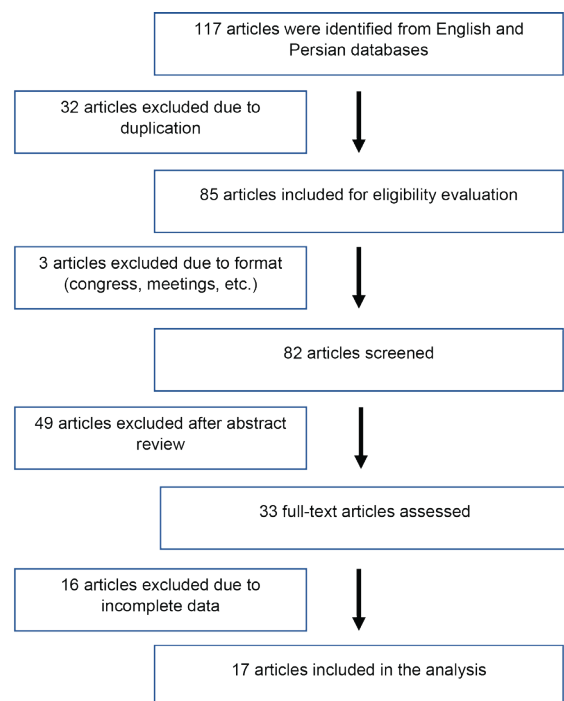 117 articles were identified from English and
Persian databases
32 articles excluded due to
duplication
85 articles included for eligibility evaluation
3 articles excluded due to format
(congress, meetings, etc.)
82 articles screened
49 articles excluded after abstract
review
33 full-text articles assessed
16 articles excluded due to
incomplete data
17 articles included in the analysis